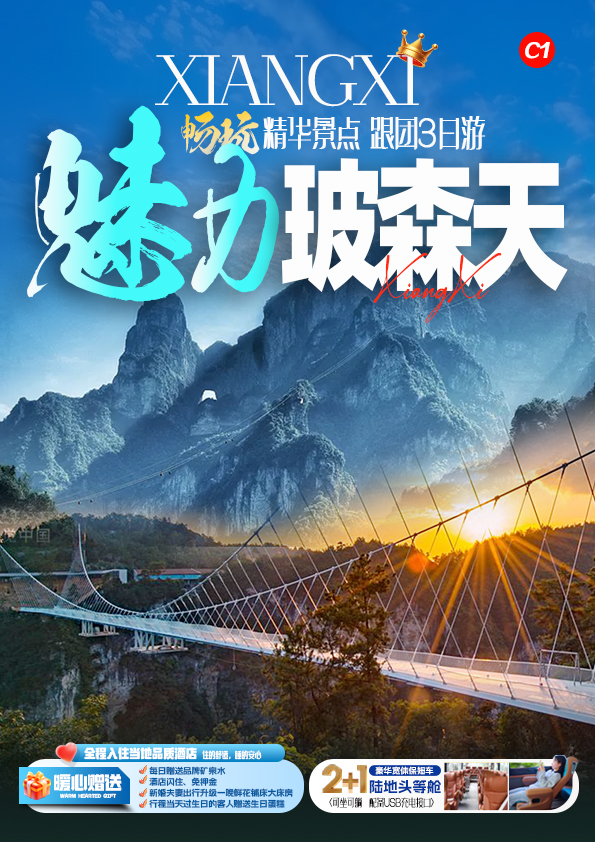 XIANGXI
C1
畅玩精华景点 跟团3日游
魅力玻森天
XiangXi
中国
全程入住当地品质酒店 住的舒适、睡的安心
暖心赠送
WARM HEARTED GIFT
每日赠送品牌矿泉水
酒店闪住、免押金
新婚夫妻出行升级一晚鲜花铺床大床房
行程当天过生日的客人赠送生日蛋糕
2+1
豪华宽体保姆车
陆地头等舱
(可坐可躺 配带USB充电接口)